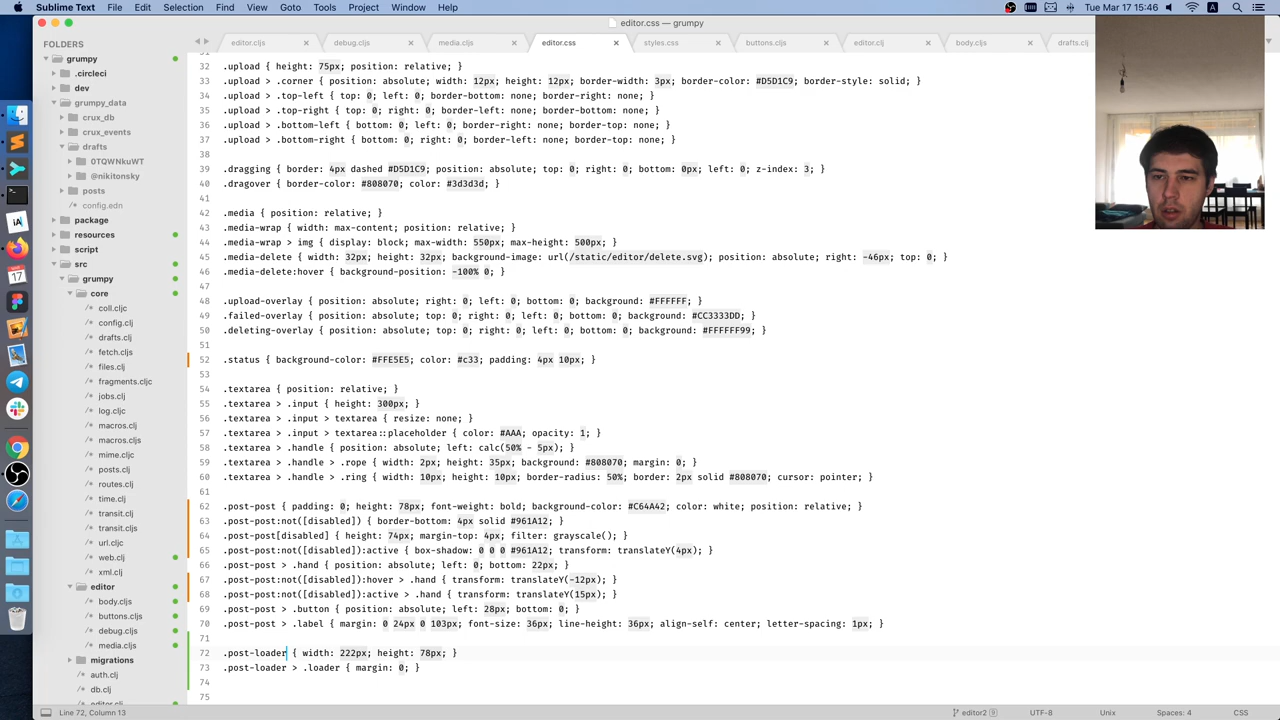 Sublime Text File Edit Selection Find View Goto Tools Project Window Help Tue Mar 17 15:46
editor.css — grumpy
editor.cljs debug.cljs media.cljs editor.css styles.css buttons.cljs editor.clj body.cljs drafts.clj
FOLDERS
grumpy
.circleci
dev
grumpy_data
crux_db
crux_events
drafts
0TQWNkuWT
@nikitonsky
posts
config.edn
package
resources
script
src
grumpy
core
coll.cljc
config.clj
drafts.clj
fetch.cljs
files.clj
fragments.cljc
jobs.clj
log.cljc
macros.clj
macros.cljs
mime.cljc
posts.clj
routes.clj
time.clj
transit.clj
transit.cljs
url.cljc
web.clj
xml.clj
editor
body.cljs
buttons.cljs
debug.cljs
media.cljs
migrations
auth.clj
db.clj
32 .upload { height: 75px; position: relative; }
33 .upload > .corner { position: absolute; width: 12px; height: 12px; border-width: 3px; border-color: #D5D1C9; border-style: solid; }
34 .upload > .top-left { top: 0; left: 0; border-bottom: none; border-right: none; }
35 .upload > .top-right { top: 0; right: 0; border-left: none; border-bottom: none; }
36 .upload > .bottom-left { bottom: 0; left: 0; border-right: none; border-top: none; }
37 .upload > .bottom-right { bottom: 0; right: 0; border-left: none; border-top: none; }
38
39 .dragging { border: 4px dashed #D5D1C9; position: absolute; top: 0; right: 0; bottom: 0px; left: 0; z-index: 3; }
40 .dragover { border-color: #808070; color: #3d3d3d; }
41
42 .media { position: relative; }
43 .media-wrap { width: max-content; position: relative; }
44 .media-wrap > img { display: block; max-width: 550px; max-height: 500px; }
45 .media-delete { width: 32px; height: 32px; background-image: url(/static/editor/delete.svg); position: absolute; right: -46px; top: 0; }
46 .media-delete:hover { background-position: -100% 0; }
47
48 .upload-overlay { position: absolute; right: 0; left: 0; bottom: 0; background: #FFFFFF; }
49 .failed-overlay { position: absolute; top: 0; right: 0; left: 0; bottom: 0; background: #CC3333DD; }
50 .deleting-overlay { position: absolute; top: 0; right: 0; left: 0; bottom: 0; background: #FFFFFF99; }
51
52 .status { background-color: #FFE5E5; color: #c33; padding: 4px 10px; }
53
54 .textarea { position: relative; }
55 .textarea > .input { height: 300px; }
56 .textarea > .input > textarea { resize: none; }
57 .textarea > .input > textarea::placeholder { color: #AAA; opacity: 1; }
58 .textarea > .handle { position: absolute; left: calc(50% - 5px); }
59 .textarea > .handle > .rope { width: 2px; height: 35px; background: #808070; margin: 0; }
60 .textarea > .handle > .ring { width: 10px; height: 10px; border-radius: 50%; border: 2px solid #808070; cursor: pointer; }
61
62 .post-post { padding: 0; height: 78px; font-weight: bold; background-color: #C64A42; color: white; position: relative; }
63 .post-post:not([disabled]) { border-bottom: 4px solid #961A12; }
64 .post-post[disabled] { height: 74px; margin-top: 4px; filter: grayscale(); }
65 .post-post:not([disabled]):active { box-shadow: 0 0 0 #961A12; transform: translateY(4px); }
66 .post-post > .hand { position: absolute; left: 0; bottom: 22px; }
67 .post-post:not([disabled]):hover > .hand { transform: translateY(-12px); }
68 .post-post:not([disabled]):active > .hand { transform: translateY(15px); }
69 .post-post > .button { position: absolute; left: 28px; bottom: 0; }
70 .post-post > .label { margin: 0 24px 0 103px; font-size: 36px; line-height: 36px; align-self: center; letter-spacing: 1px; }
71
72 .post-loader { width: 222px; height: 78px; }
73 .post-loader > .loader { margin: 0; }
74
75
Line 72, Column 13 editor2 9 UTF-8 Unix Spaces: 4 CSS